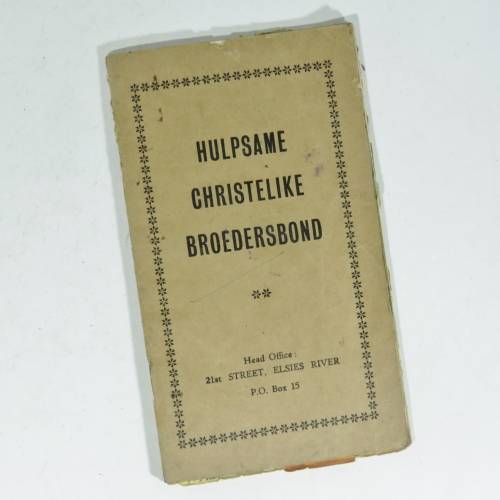 HULPSAME
CHRISTELIKE
BROEDERSBOND
Head Office:
21st STREET, ELSIES RIVER
P.O. Box 15